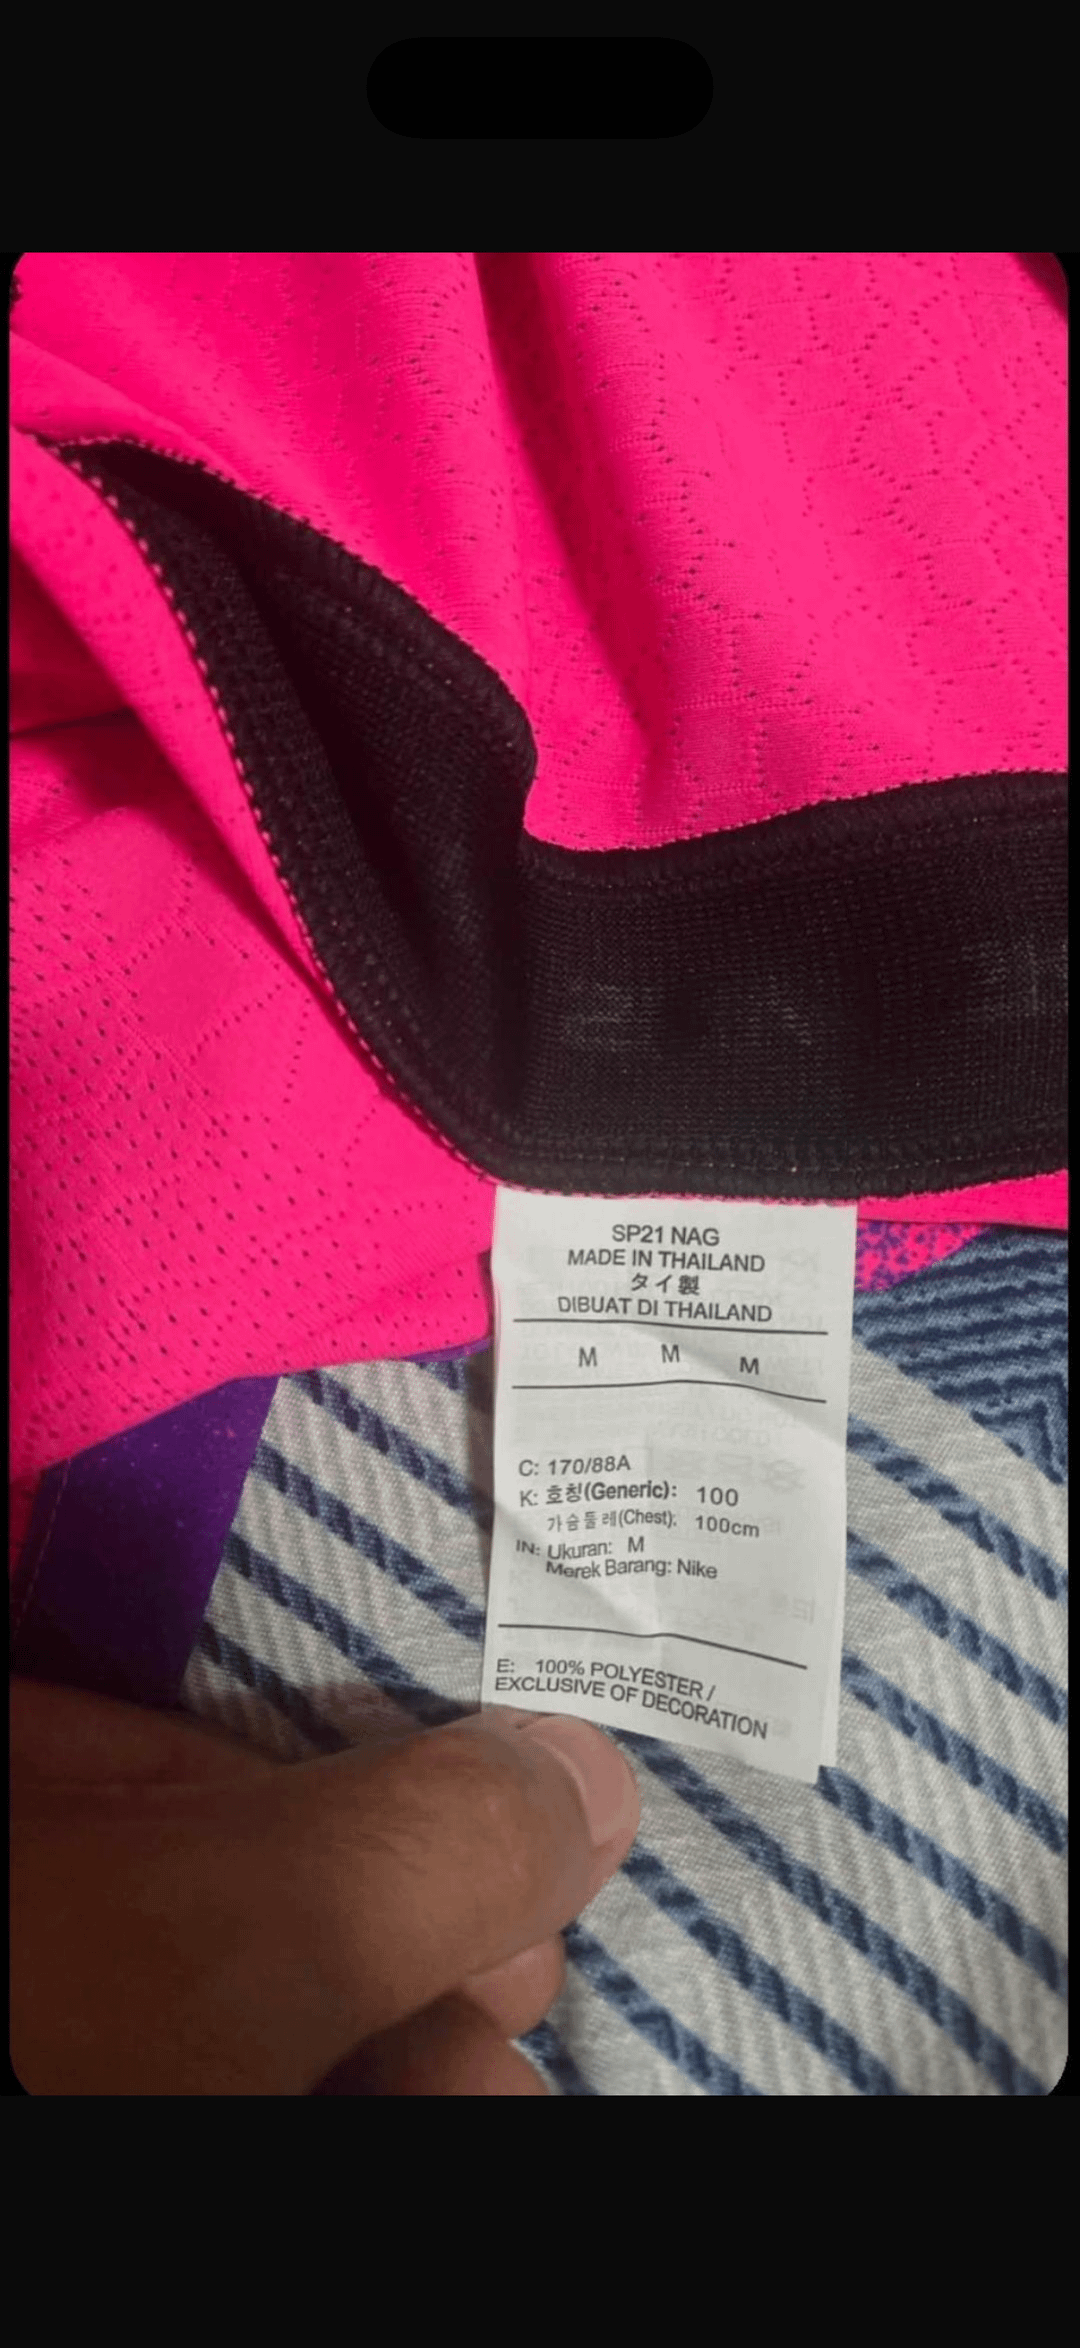 SP21 NAG
MADE IN THAILAND
タイ製
DIBUAT DI THAILAND
M M M
C: 170/88A
K: 호칭(Generic): 100
가슴둘레(Chest): 100cm
IN: Ukuran: M
Merek Barang: Nike
E: 100% POLYESTER /
EXCLUSIVE OF DECORATION